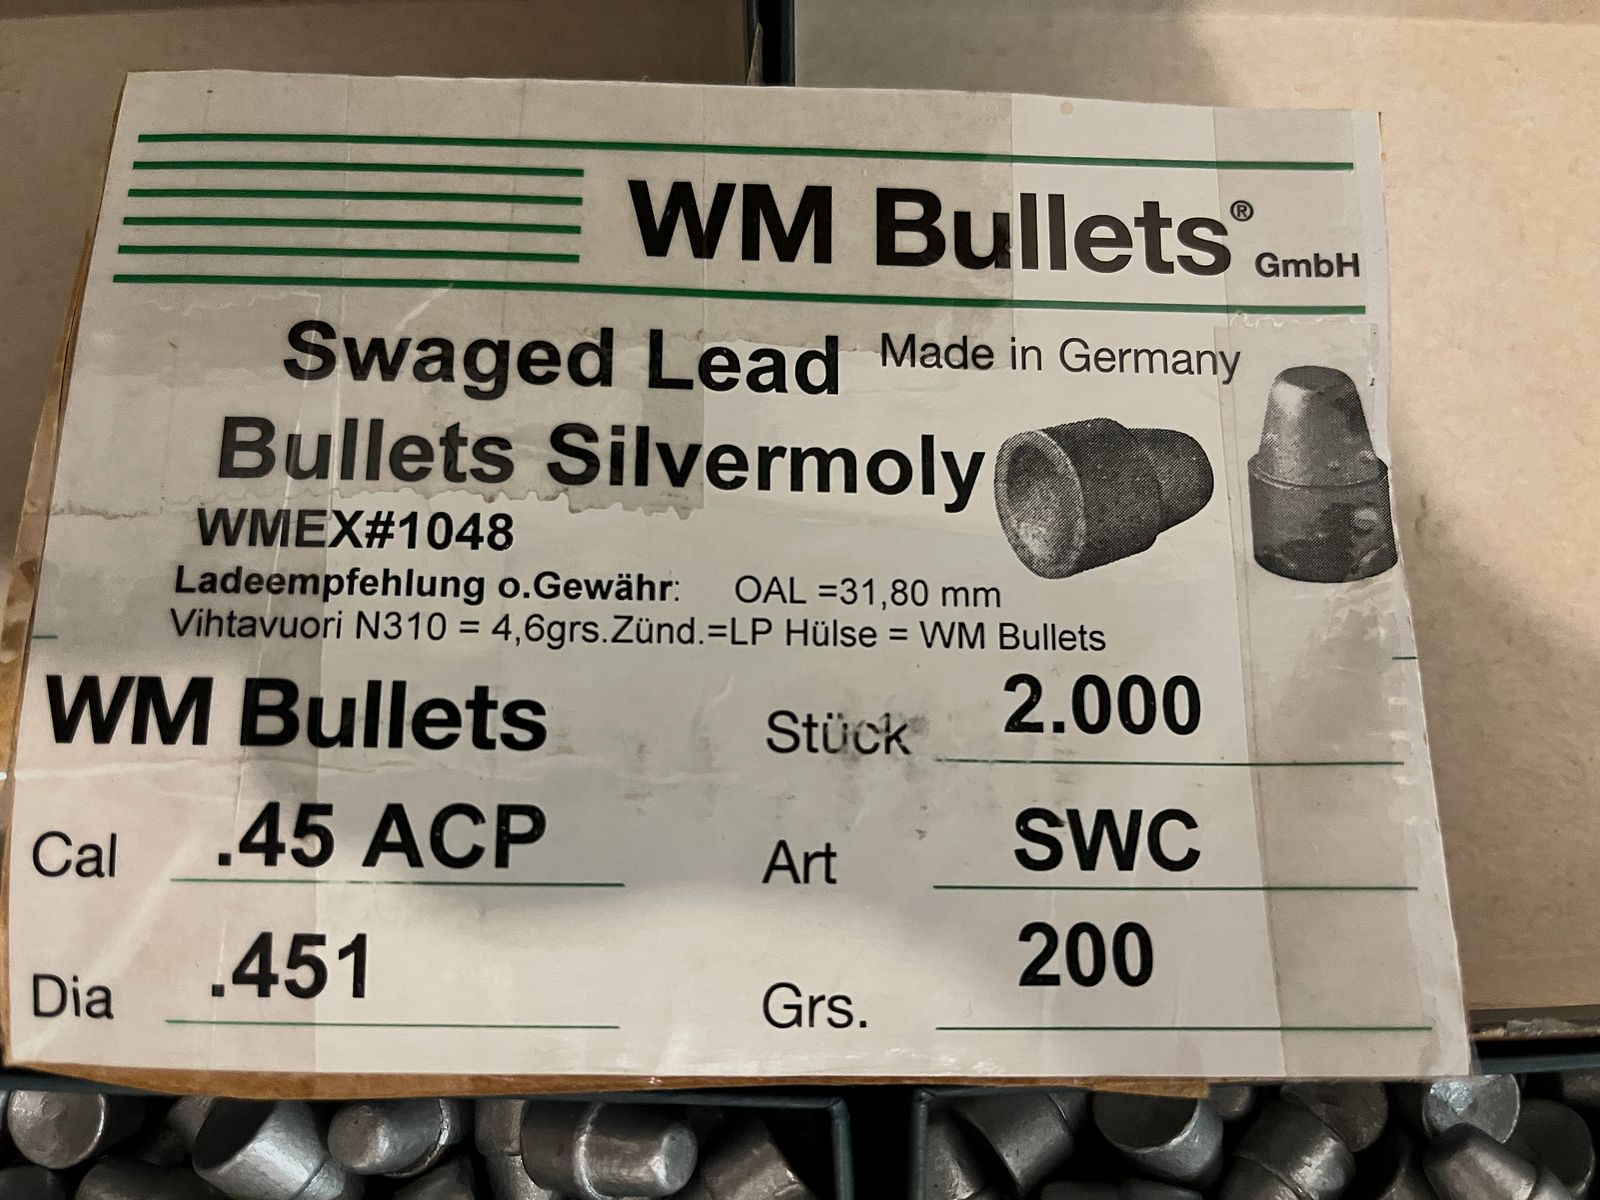 WM Bullets® GmbH
Swaged Lead Made in Germany
Bullets Silvermoly
WMEX#1048
Ladeempfehlung o.Gewähr: OAL =31,80 mm
Vihtavuori N310 = 4,6grs.Zünd.=LP Hülse = WM Bullets
WM Bullets Stück 2.000
Cal .45 ACP Art SWC
Dia .451 Grs. 200